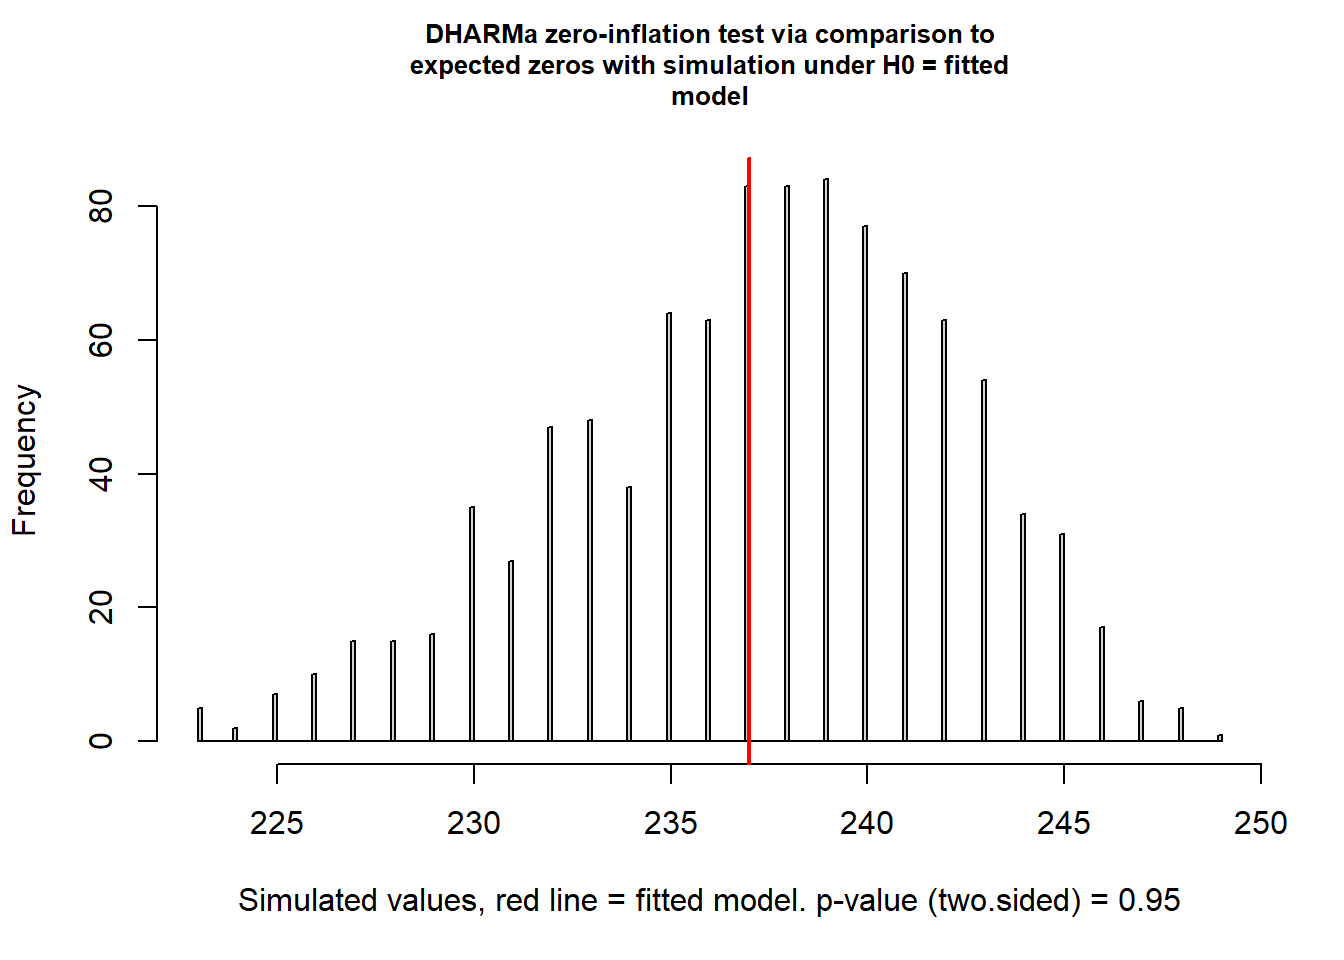 DHARMa zero-inflation test via comparison to
expected zeros with simulation under H0 = fitted
model
Frequency
80
60
40
20
0
225 230 235 240 245 250
Simulated values, red line = fitted model. p-value (two.sided) = 0.95